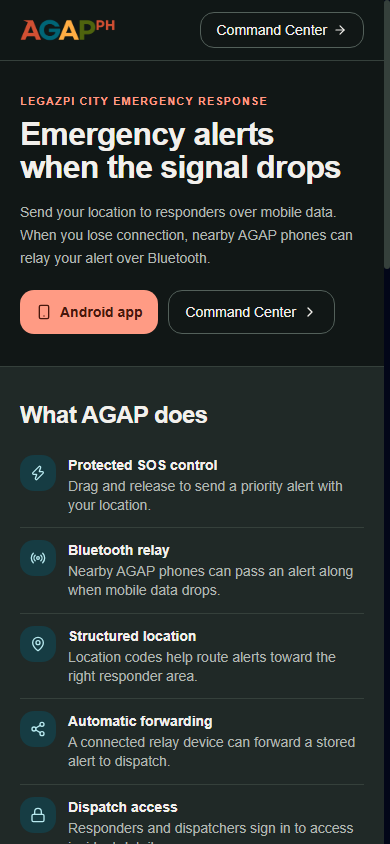 AGAPPH
Command Center
LEGAZPI CITY EMERGENCY RESPONSE
Emergency alerts
when the signal drops
Send your location to responders over mobile data.
When you lose connection, nearby AGAP phones can
relay your alert over Bluetooth.
Android app
Command Center
What AGAP does
Protected SOS control
Drag and release to send a priority alert with
your location.
Bluetooth relay
Nearby AGAP phones can pass an alert along
when mobile data drops.
Structured location
Location codes help route alerts toward the
right responder area.
Automatic forwarding
A connected relay device can forward a stored
alert to dispatch.
Dispatch access
Responders and dispatchers sign in to access